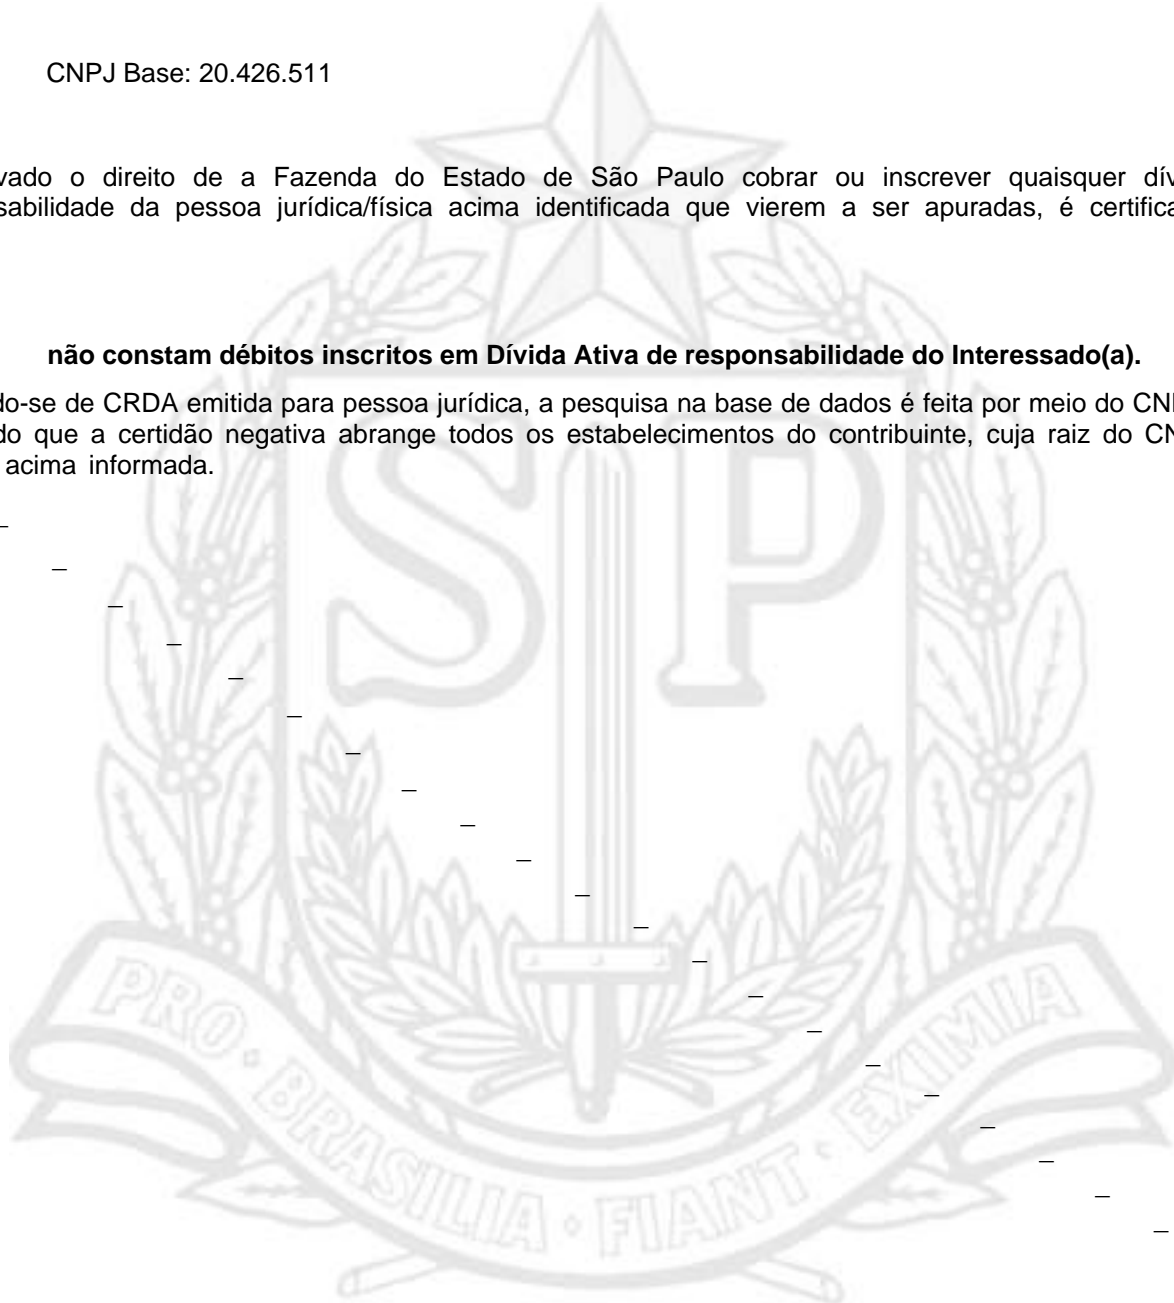 CNPJ Base: 20.426.511
vado o direito de a Fazenda do Estado de São Paulo cobrar ou inscrever quaisquer dív
sabilidade da pessoa jurídica/física acima identificada que vierem a ser apuradas, é certifica
não constam débitos inscritos em Dívida Ativa de responsabilidade do Interessado(a).
do-se de CRDA emitida para pessoa jurídica, a pesquisa na base de dados é feita por meio do CN
do que a certidão negativa abrange todos os estabelecimentos do contribuinte, cuja raiz do CN
acima informada.
SP
PRO • BRASILIA • FIANT • EXIMIA